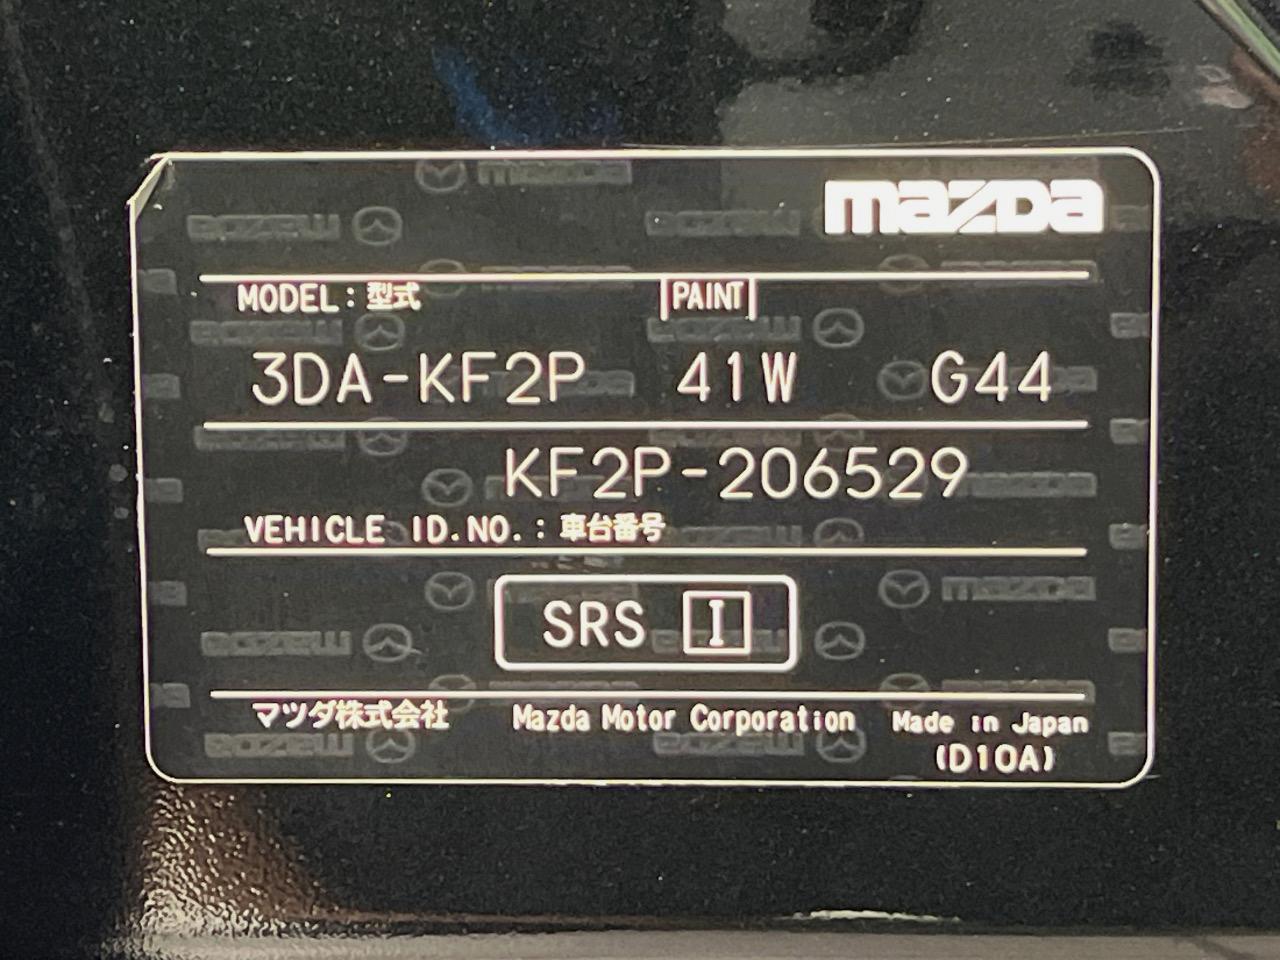 mazda
MODEL：型式 PAINT
3DA-KF2P 41W G44
KF2P-206529
VEHICLE ID.NO.：車台番号
SRS I
マツダ株式会社 Mazda Motor Corporation Made in Japan
(D10A)